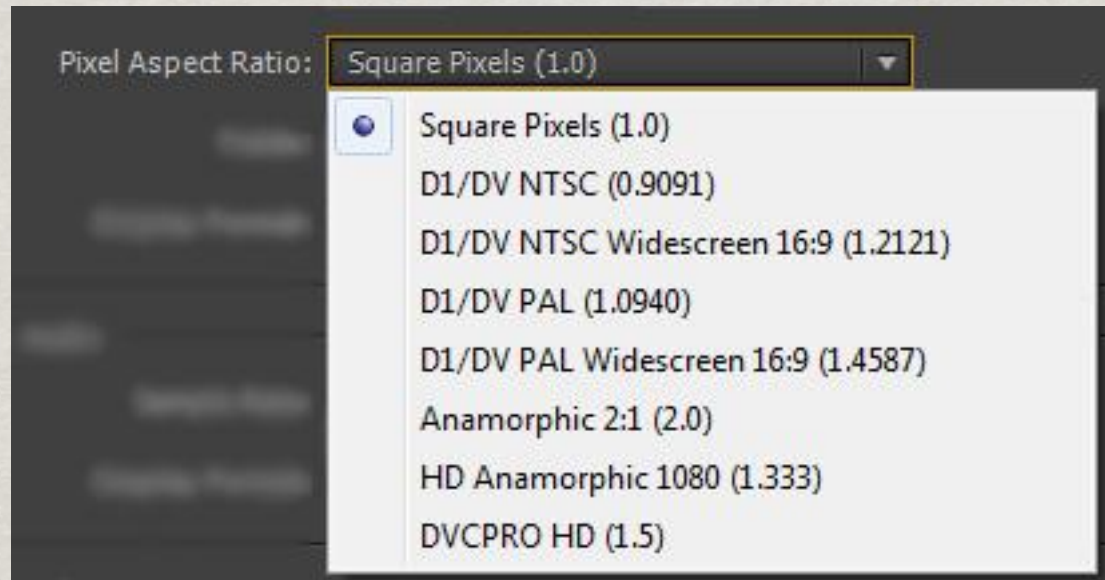 Pixel Aspect Ratio: Square Pixels (1.0)
Square Pixels (1.0)
D1/DV NTSC (0.9091)
D1/DV NTSC Widescreen 16:9 (1.2121)
D1/DV PAL (1.0940)
D1/DV PAL Widescreen 16:9 (1.4587)
Anamorphic 2:1 (2.0)
HD Anamorphic 1080 (1.333)
DVCPRO HD (1.5)